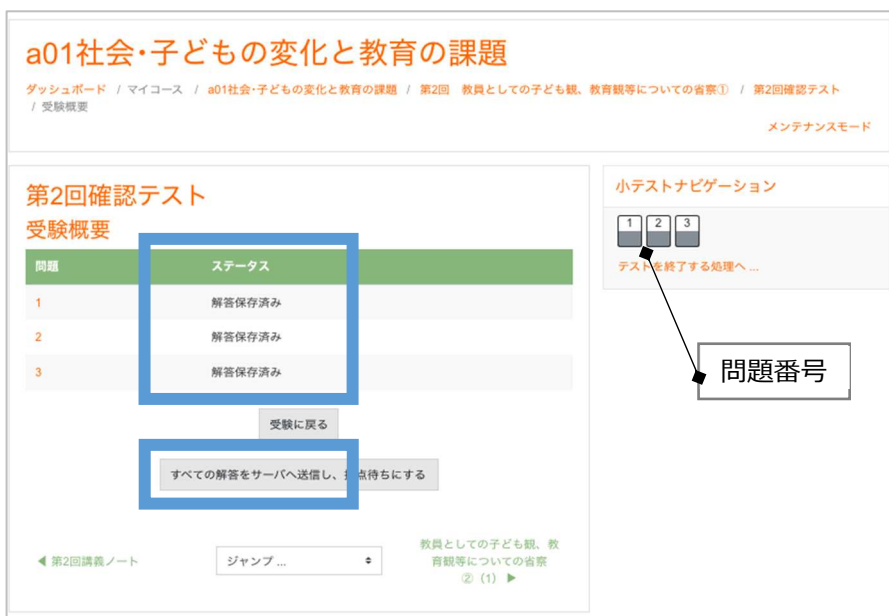 a01社会・子どもの変化と教育の課題
ダッシュボード / マイコース / a01社会・子どもの変化と教育の課題 / 第2回 教員としての子ども観、教育観等についての省察① / 第2回確認テスト
/ 受験概要
メンテナンスモード
第2回確認テスト
受験概要
問題 ステータス
1 解答保存済み
2 解答保存済み
3 解答保存済み
受験に戻る
すべての解答をサーバへ送信し、採点待ちにする
◀ 第2回講義ノート
ジャンプ ...
教員としての子ども観、教
育観等についての省察
②（1）▶
小テストナビゲーション
1 2 3
テストを終了する処理へ ...
問題番号